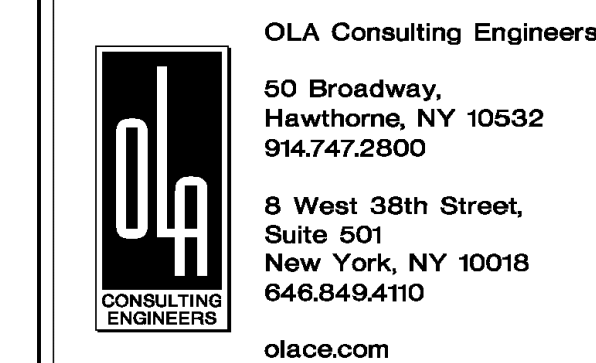 OLA Consulting Engineers
50 Broadway,
Hawthorne, NY 10532
914.747.2800
8 West 38th Street,
Suite 501
New York, NY 10018
646.849.4110
olace.com
OLA
CONSULTING
ENGINEERS